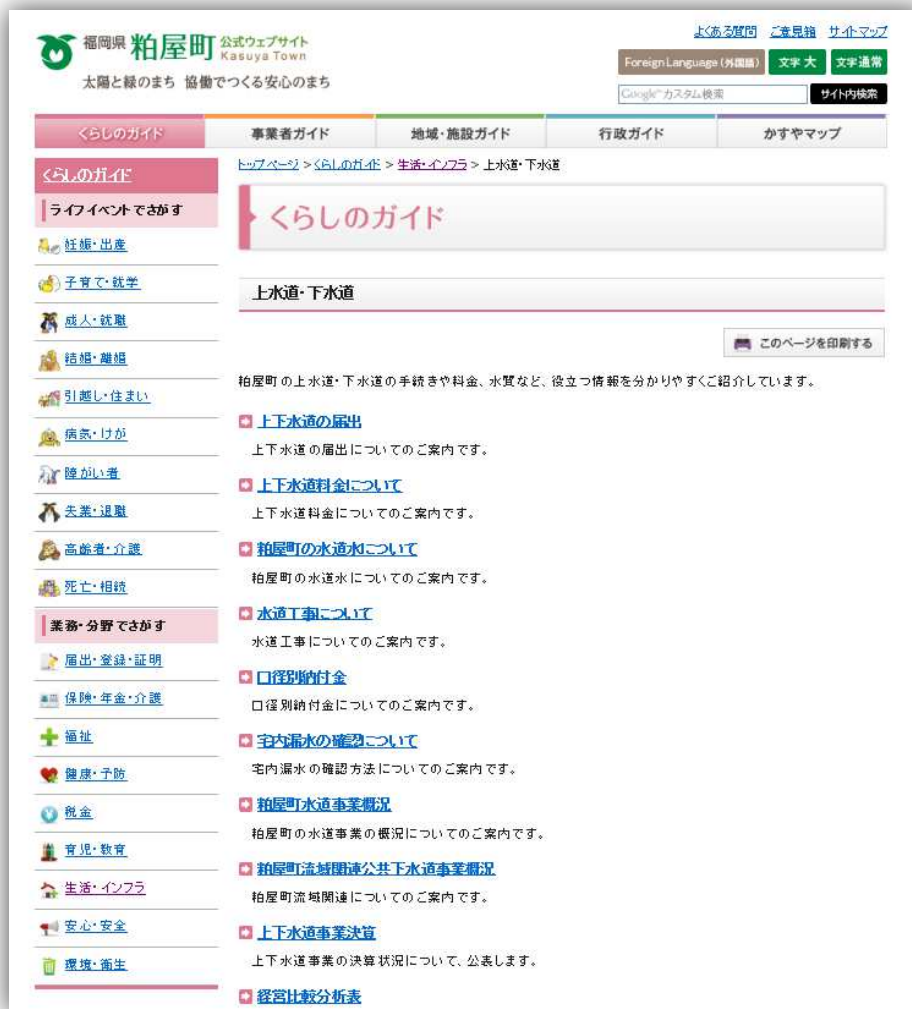 福岡県 粕屋町 公式ウェブサイト
Kasuya Town
太陽と緑のまち 協働でつくる安心のまち
よくある質問 ご意見箱 サイトマップ
Foreign Language (外国語) 文字 大 文字 通常
Google カスタム検索 サイト内検索
くらしのガイド 事業者ガイド 地域・施設ガイド 行政ガイド かすやマップ
くらしのガイド
ライフイベントでさがす
妊娠・出産
子育て・就学
成人・就職
結婚・離婚
引越し・住まい
病気・けが
障がい者
失業・退職
高齢者・介護
死亡・相続
業務・分野でさがす
届出・登録・証明
保険・年金・介護
福祉
健康・予防
税金
育児・教育
生活・インフラ
安心・安全
環境・衛生
トップページ > くらしのガイド > 生活・インフラ > 上水道・下水道
くらしのガイド
上水道・下水道
このページを印刷する
粕屋町の上水道・下水道の手続きや料金、水質など、役立つ情報を分かりやすくご紹介しています。
上下水道の届出
上下水道の届出についてのご案内です。
上下水道料金について
上下水道料金についてのご案内です。
粕屋町の水道水について
粕屋町の水道水についてのご案内です。
水道工事について
水道工事についてのご案内です。
口径別納付金
口径別納付金についてのご案内です。
宅内漏水の確認について
宅内漏水の確認方法についてのご案内です。
粕屋町水道事業概況
粕屋町の水道事業の概況についてのご案内です。
粕屋町流域関連公共下水道事業概況
粕屋町流域関連についてのご案内です。
上下水道事業決算
上下水道事業の決算状況について、公表します。
経営比較分析表